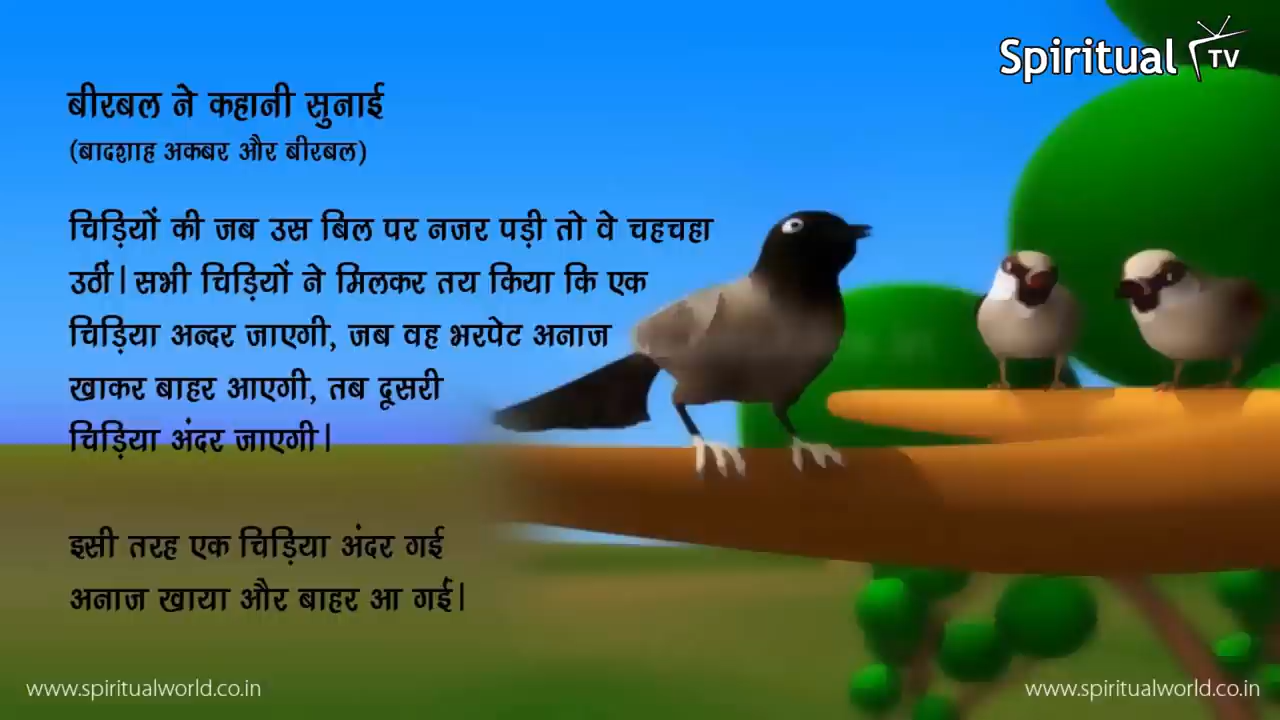 Spiritual TV
बीरबल ने कहानी सुनाई
(बादशाह अकबर और बीरबल)
चिड़ियों की जब उस बिल पर नजर पड़ी तो वे चहचहा
उठीं। सभी चिड़ियों ने मिलकर तय किया कि एक
चिड़िया अन्दर जाएगी, जब वह भरपेट अनाज
खाकर बाहर आएगी, तब दूसरी
चिड़िया अंदर जाएगी।
इसी तरह एक चिड़िया अंदर गई
अनाज खाया और बाहर आ गई।
www.spiritualworld.co.in
www.spiritualworld.co.in